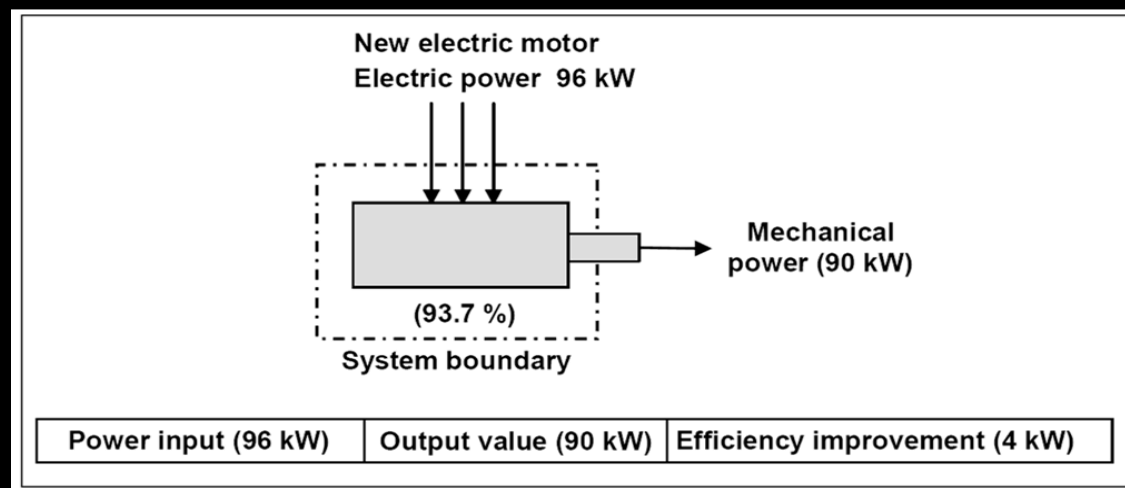 New electric motor
Electric power 96 kW
Mechanical
power (90 kW)
(93.7 %)
System boundary
Power input (96 kW) Output value (90 kW) Efficiency improvement (4 kW)